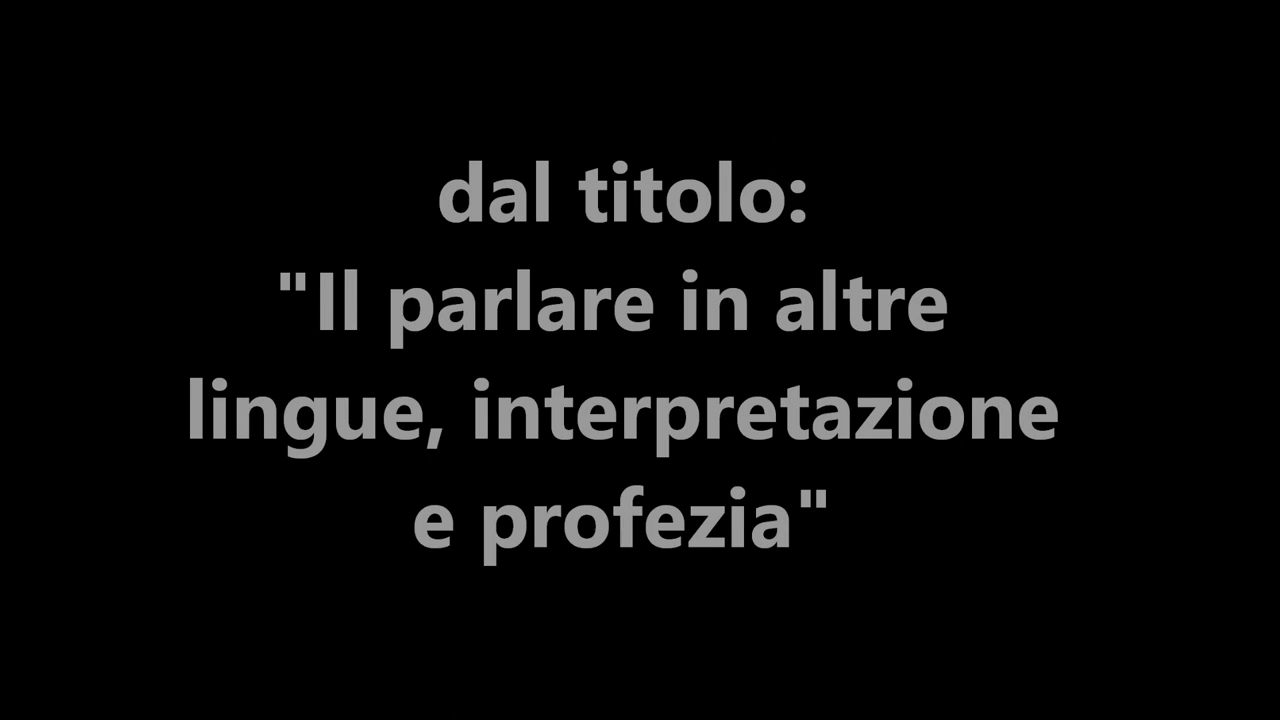 dal titolo:
"Il parlare in altre
lingue, interpretazione
e profezia"